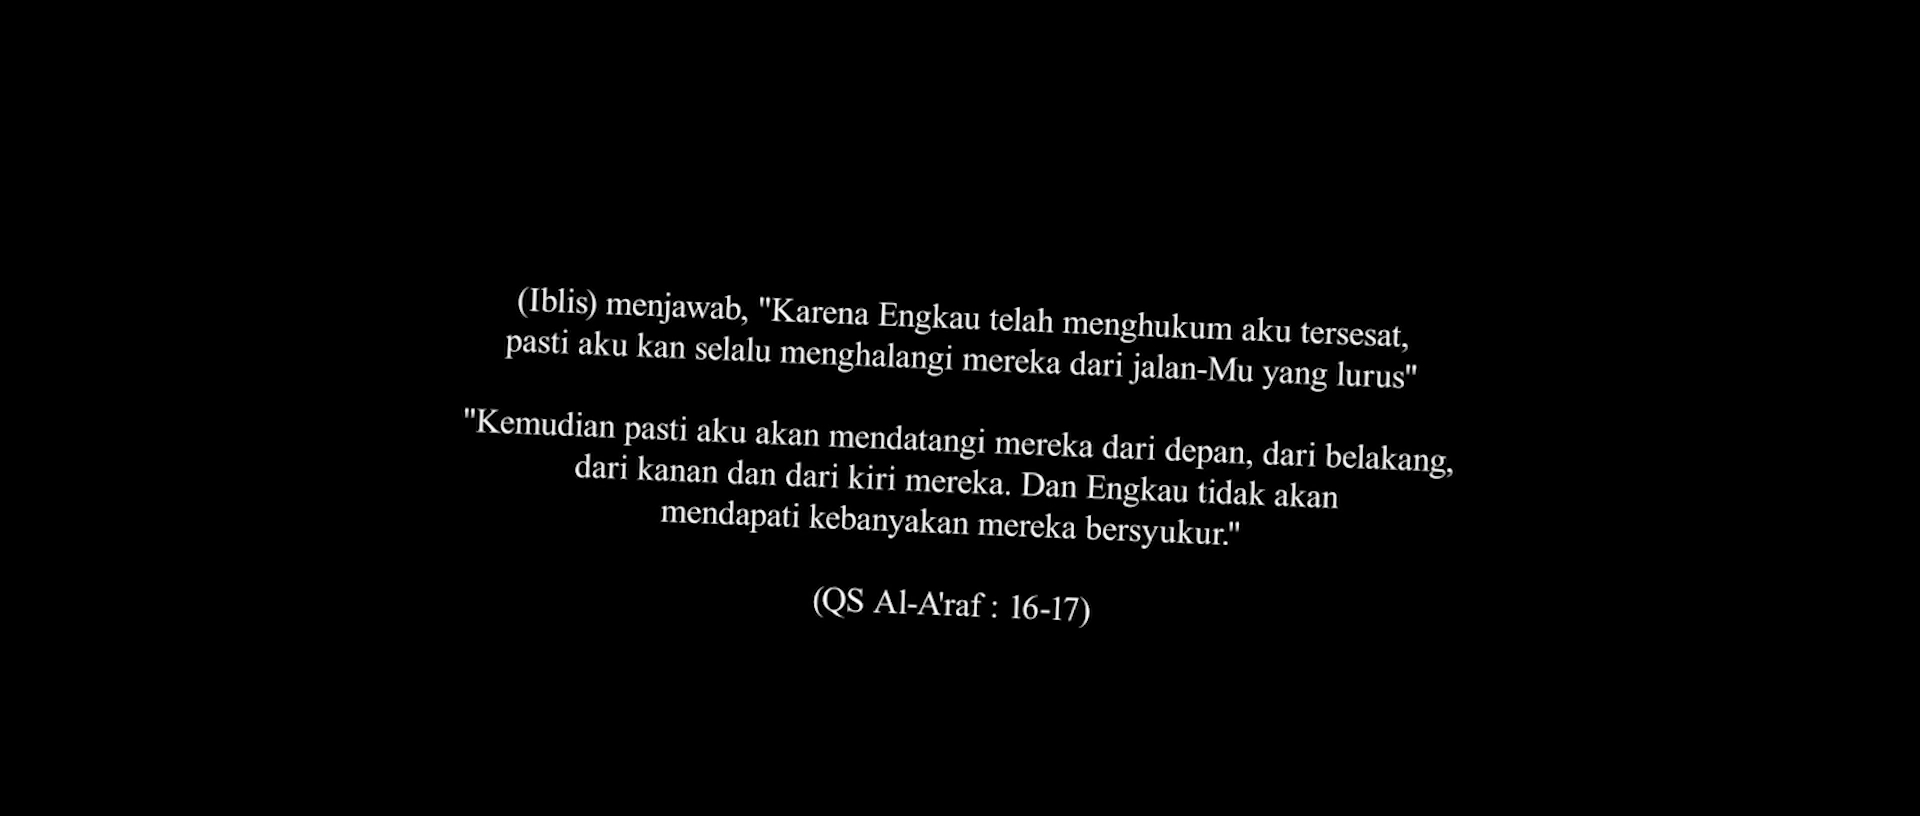 (Iblis) menjawab, "Karena Engkau telah menghukum aku tersesat,
pasti aku kan selalu menghalangi mereka dari jalan-Mu yang lurus"
"Kemudian pasti aku akan mendatangi mereka dari depan, dari belakang,
dari kanan dan dari kiri mereka. Dan Engkau tidak akan
mendapati kebanyakan mereka bersyukur."
(QS Al-A'raf : 16-17)